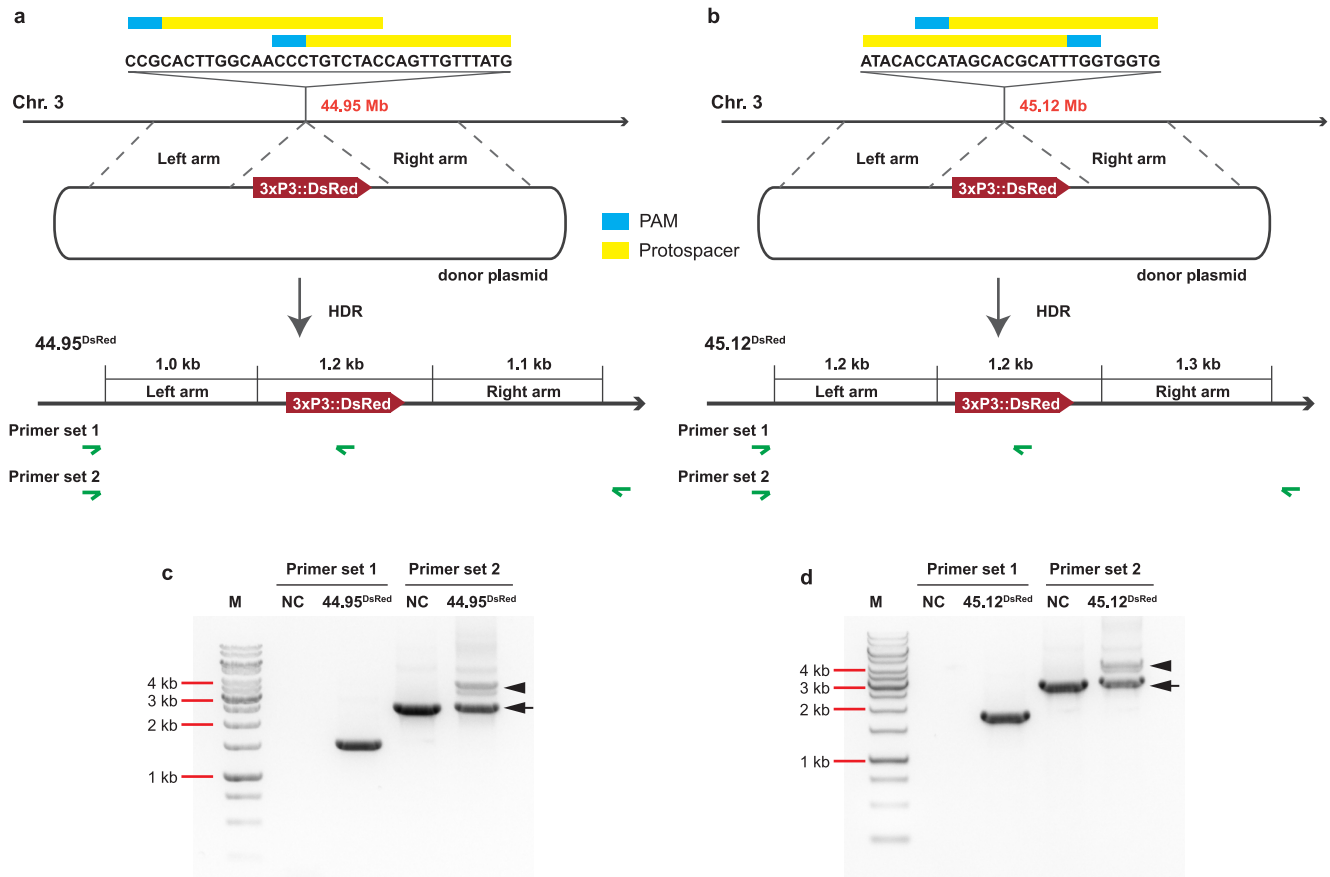 a
CCGCACTTGGCAACCCTGTCTACCAGTTGTTTATG
Chr. 3
44.95 Mb
Left arm
Right arm
3xP3::DsRed
donor plasmid
HDR
44.95DsRed
1.0 kb
1.2 kb
1.1 kb
Left arm
Right arm
3xP3::DsRed
Primer set 1
Primer set 2
PAM
Protospacer
b
ATACACCATAGCACGCATTTGGTGGTG
Chr. 3
45.12 Mb
Left arm
Right arm
3xP3::DsRed
donor plasmid
HDR
45.12DsRed
1.2 kb
1.2 kb
1.3 kb
Left arm
Right arm
3xP3::DsRed
Primer set 1
Primer set 2
c
Primer set 1
Primer set 2
M
NC
44.95DsRed
NC
44.95DsRed
4 kb
3 kb
2 kb
1 kb
d
Primer set 1
Primer set 2
M
NC
45.12DsRed
NC
45.12DsRed
4 kb
3 kb
2 kb
1 kb